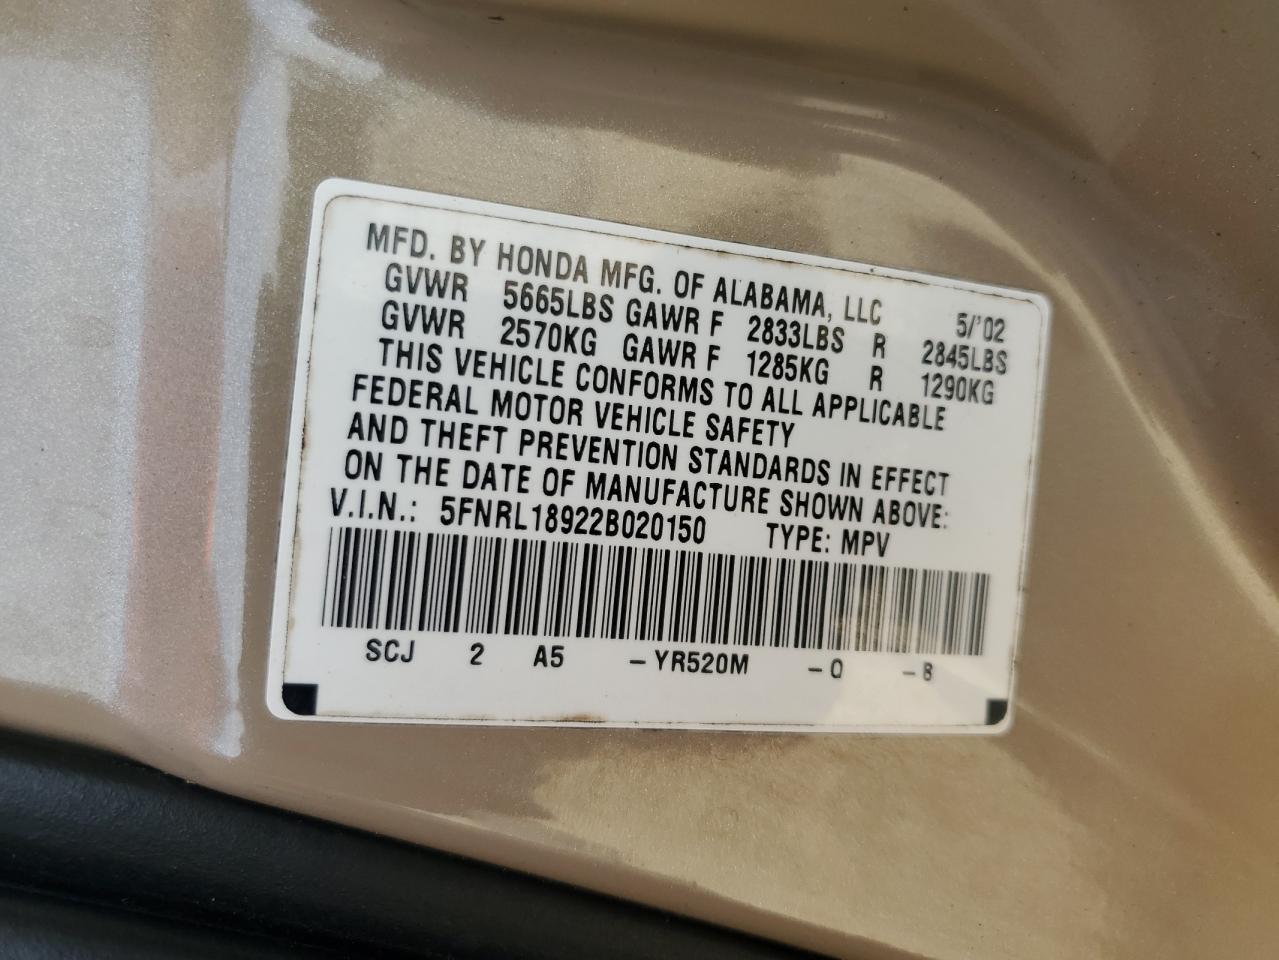 MFD. BY HONDA MFG. OF ALABAMA, LLC 5/'02
GVWR 5665LBS GAWR F 2833LBS R 2845LBS
GVWR 2570KG GAWR F 1285KG R 1290KG
THIS VEHICLE CONFORMS TO ALL APPLICABLE
FEDERAL MOTOR VEHICLE SAFETY
AND THEFT PREVENTION STANDARDS IN EFFECT
ON THE DATE OF MANUFACTURE SHOWN ABOVE:
V.I.N.: 5FNRL18922B020150 TYPE: MPV
SCJ 2 A5 -YR520M -Q -B